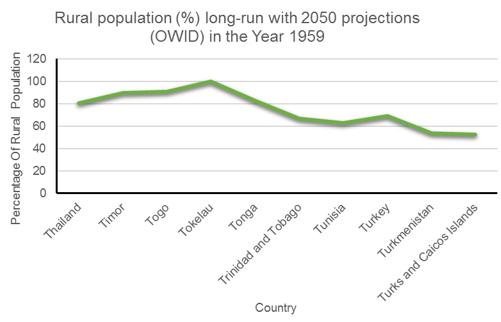 Rural population (%) long-run with 2050 projections
(OWID) in the Year 1959
Percentage Of Rural Population
120
100
80
60
40
20
0
Thailand
Timor
Togo
Tokelau
Tonga
Trinidad and Tobago
Tunisia
Turkey
Turkmenistan
Turks and Caicos Islands
Country